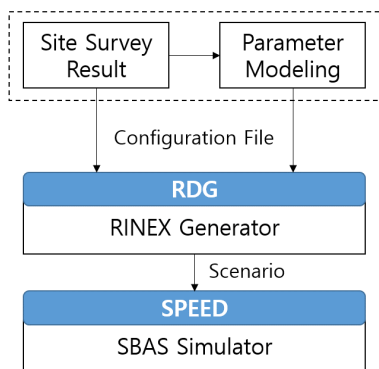 Site Survey
Result
Parameter
Modeling
Configuration File
RDG
RINEX Generator
Scenario
SPEED
SBAS Simulator